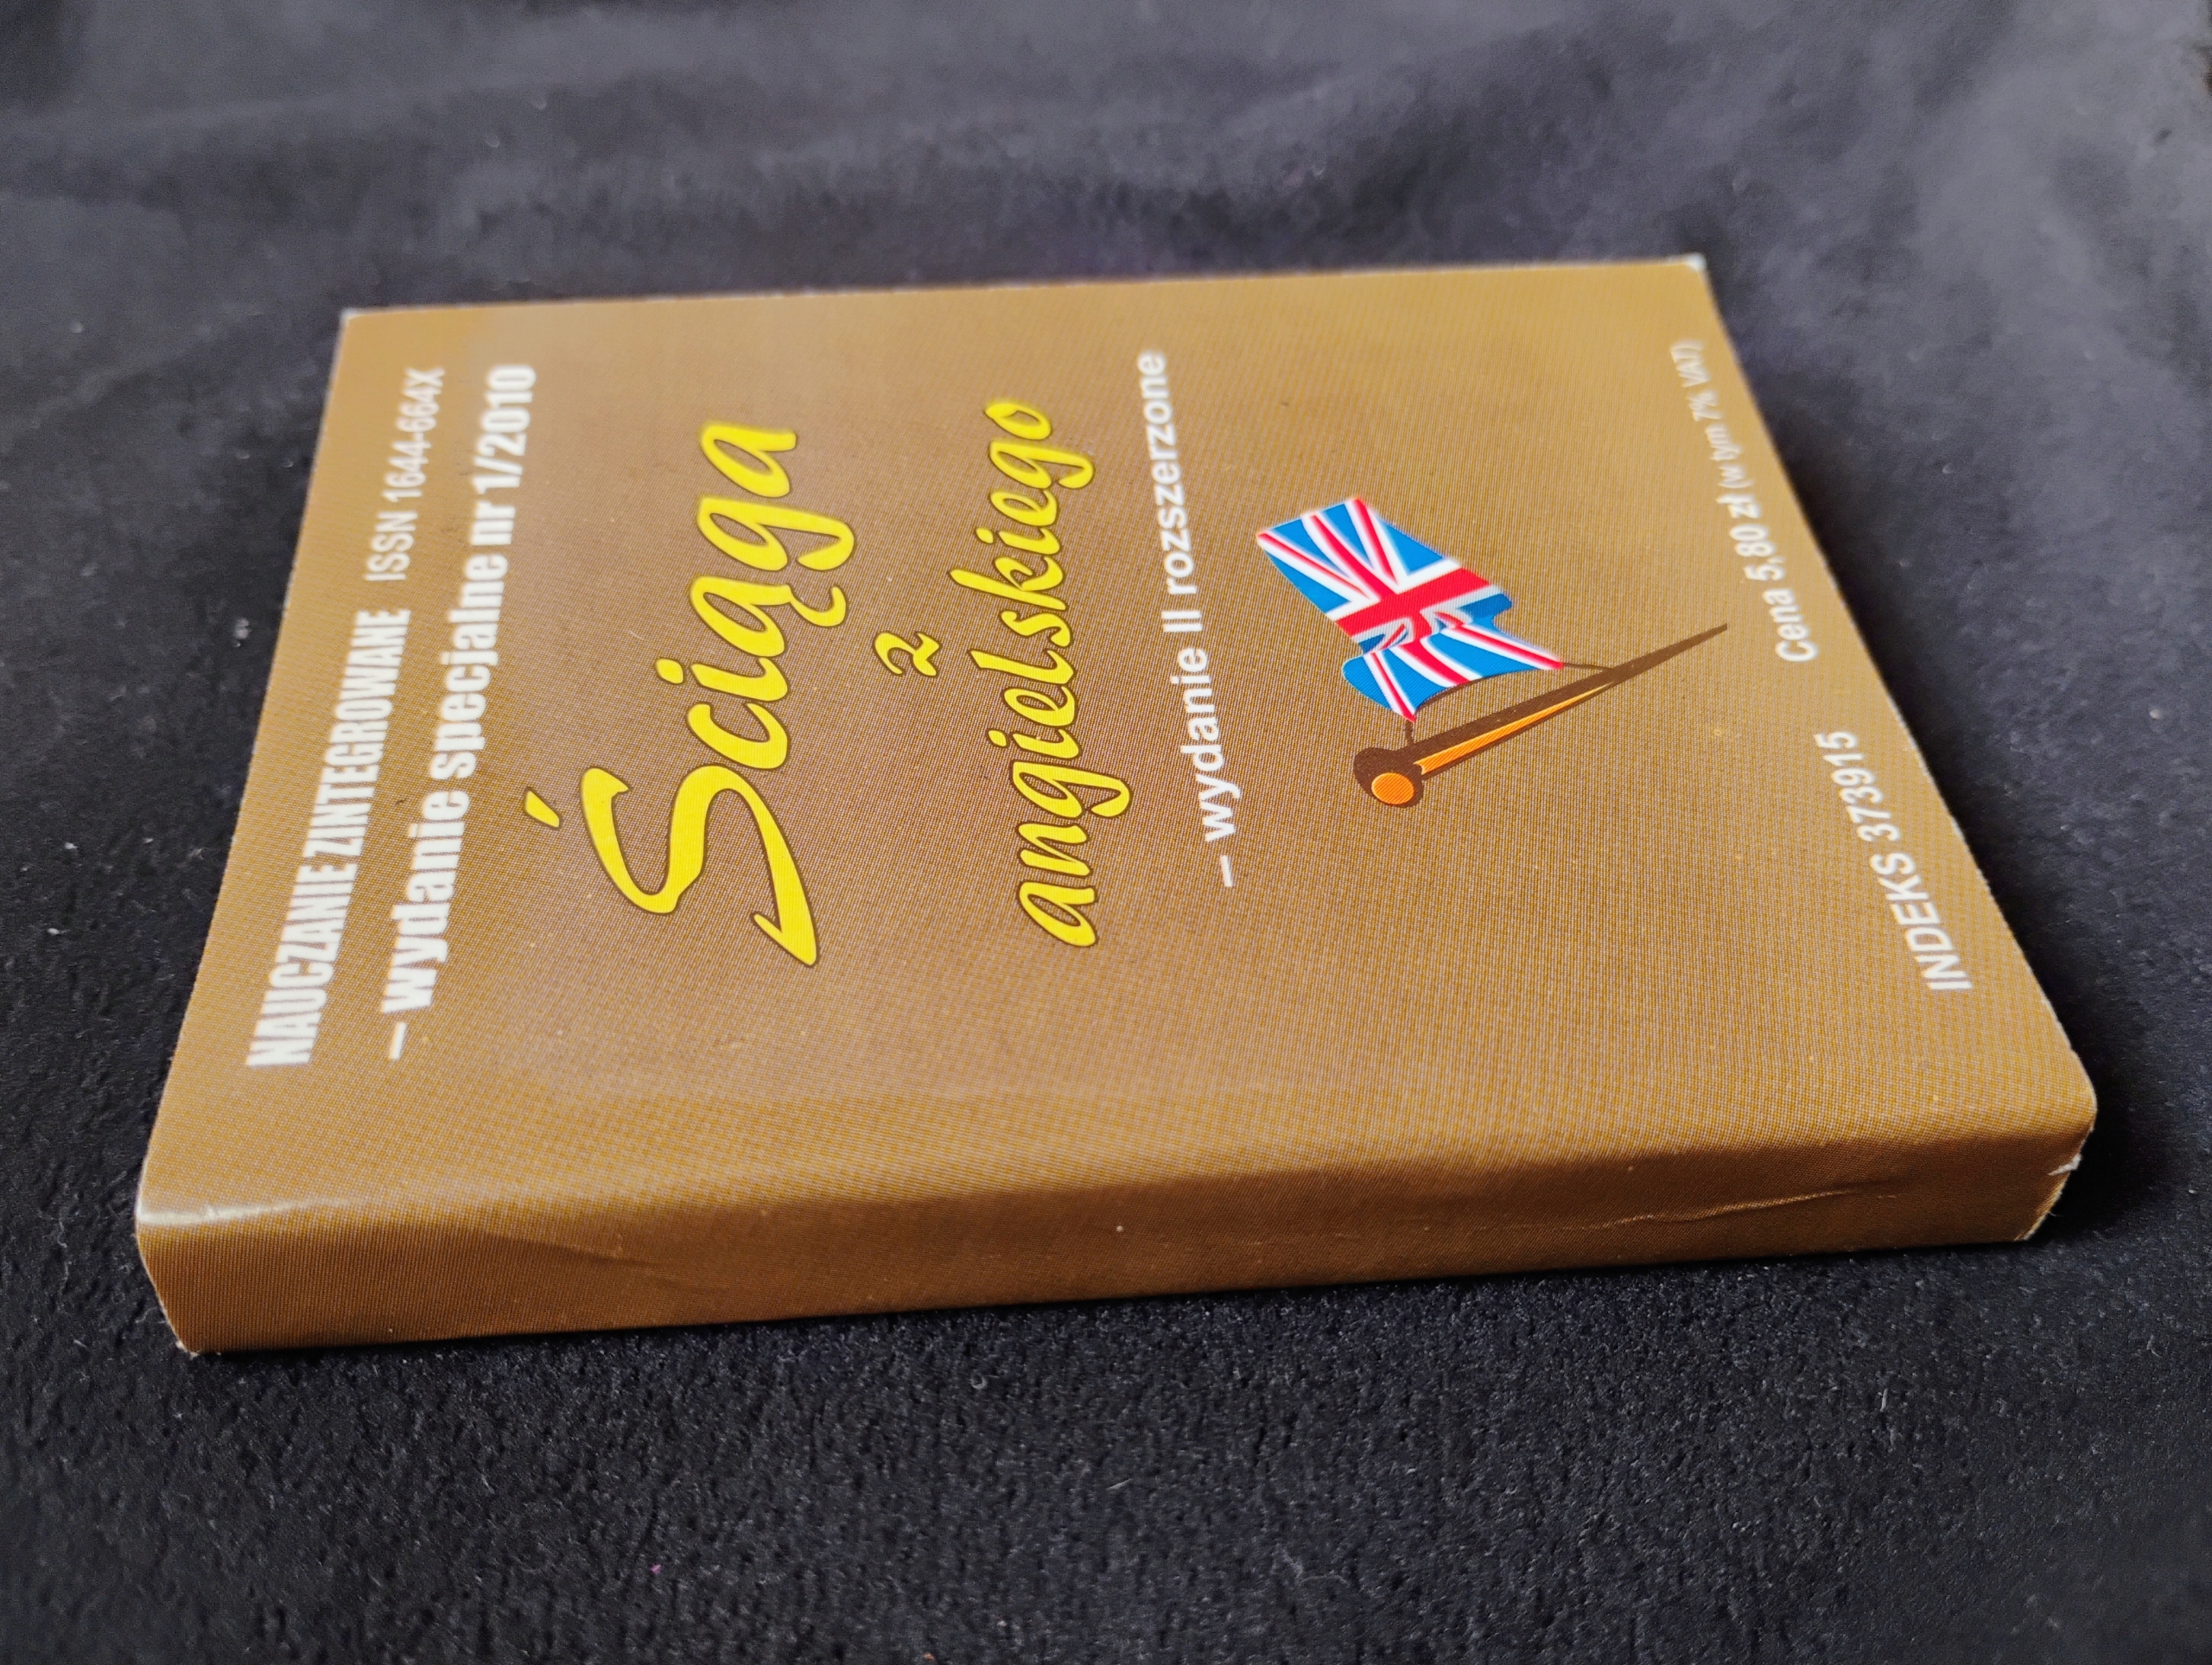 NAUCZANIE ZINTEGROWANE ISSN 1644-664X
– wydanie specjalne nr 1/2010
Ściąga
z
angielskiego
– wydanie II rozszerzone
INDEKS 373915 Cena 5,80 zł (w tym 7% VAT)